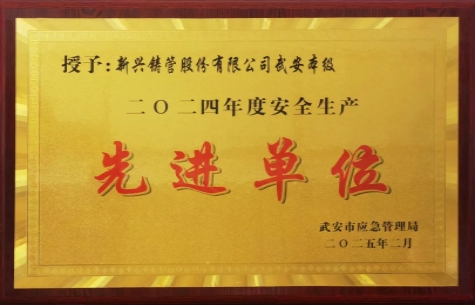 授予:新兴铸管股份有限公司武安本级
二〇二四年度安全生产
先进单位
武安市应急管理局
二〇二五年二月